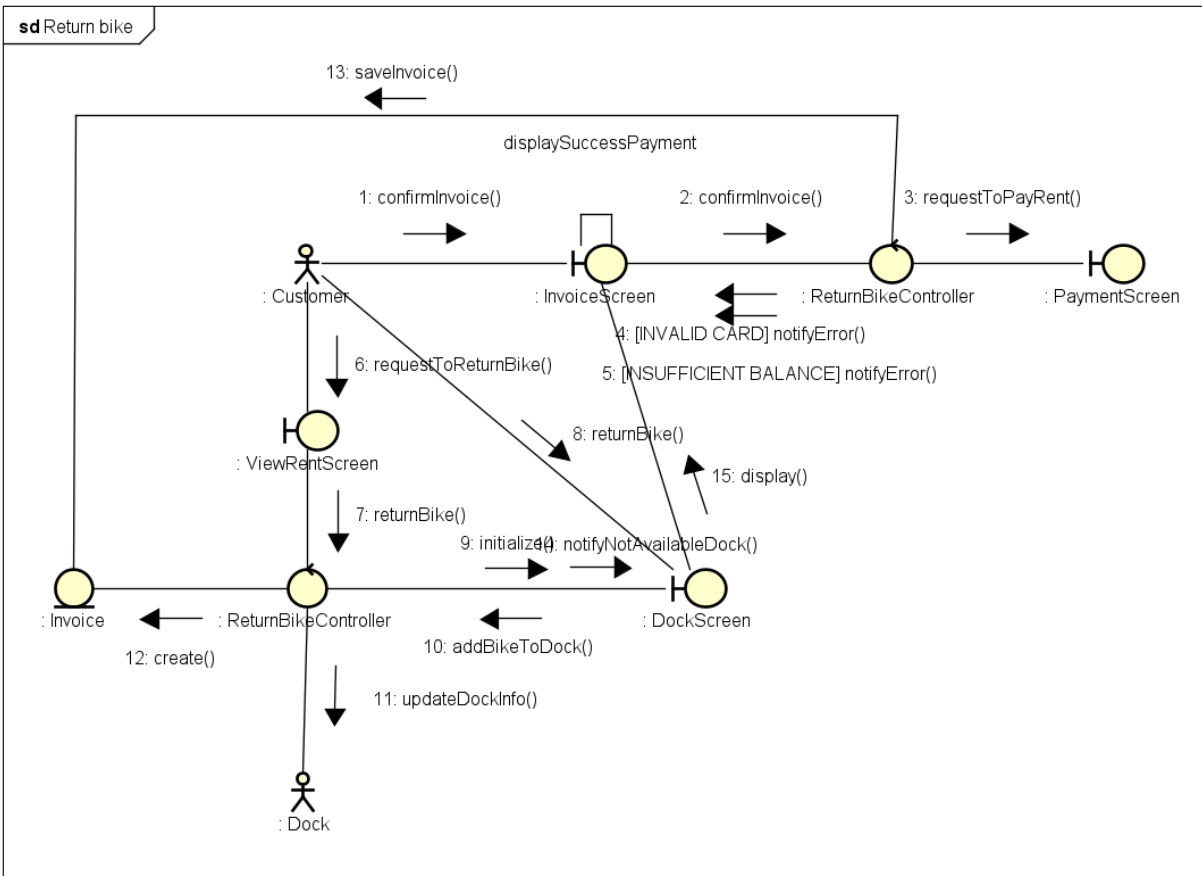 sd Return bike
13: saveInvoice()
displaySuccessPayment
1: confirmInvoice()
2: confirmInvoice()
3: requestToPayRent()
: Customer
: InvoiceScreen
: ReturnBikeController
: PaymentScreen
4: [INVALID CARD] notifyError()
6: requestToReturnBike()
5: [INSUFFICIENT BALANCE] notifyError()
8: returnBike()
: ViewRentScreen
15: display()
7: returnBike()
9: initialize()
14: notifyNotAvailableDock()
: Invoice
: ReturnBikeController
: DockScreen
12: create()
10: addBikeToDock()
11: updateDockInfo()
: Dock